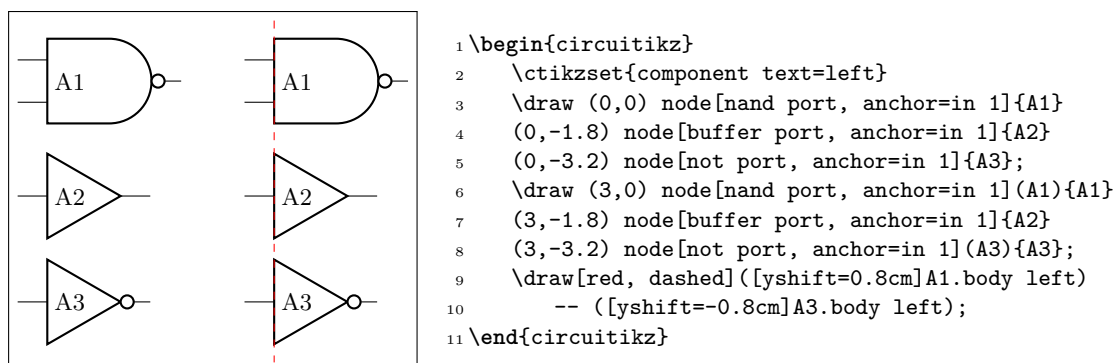 A1 A1
A2 A2
A3 A3
1 \begin{circuitikz}
2     \ctikzset{component text=left}
3     \draw (0,0) node[nand port, anchor=in 1]{A1}
4     (0,-1.8) node[buffer port, anchor=in 1]{A2}
5     (0,-3.2) node[not port, anchor=in 1]{A3};
6     \draw (3,0) node[nand port, anchor=in 1](A1){A1}
7     (3,-1.8) node[buffer port, anchor=in 1]{A2}
8     (3,-3.2) node[not port, anchor=in 1](A3){A3};
9     \draw[red, dashed]([yshift=0.8cm]A1.body left)
10         -- ([yshift=-0.8cm]A3.body left);
11 \end{circuitikz}